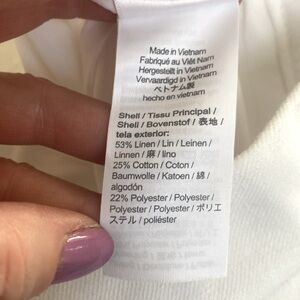 Made in Vietnam
Fabriqué au Viêt Nam
Hergestellt in Vietnam
Vervaardigd in Vietnam
ベトナム製
hecho en vietnam
Shell / Tissu Principal /
Shell / Bovenstof / 表地 /
tela exterior:
53% Linen / Lin / Leinen /
Linnen / 麻 / lino
25% Cotton / Coton /
Baumwolle / Katoen / 綿 /
algodón
22% Polyester / Polyester /
Polyester / Polyester / ポリエ
ステル / poliéster